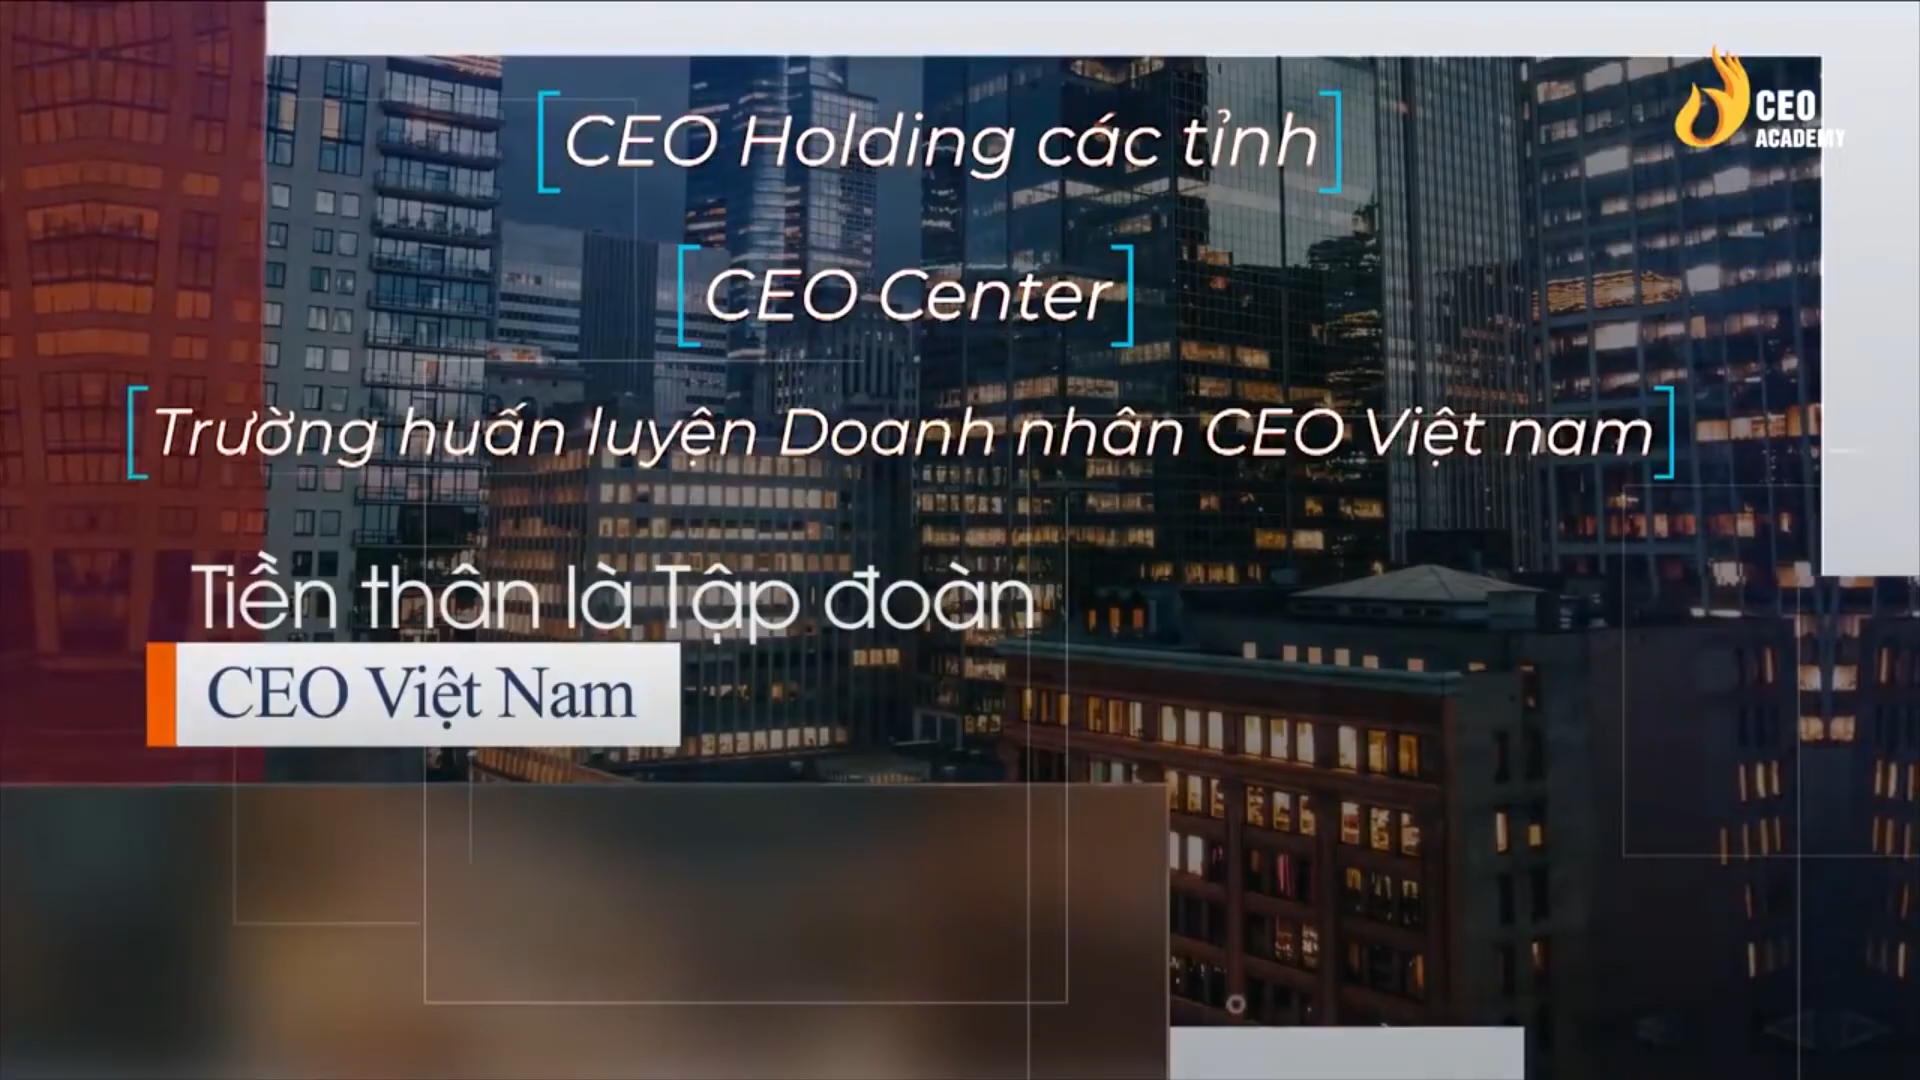 CEO
ACADEMY
CEO Holding các tỉnh
CEO Center
Trường huấn luyện Doanh nhân CEO Việt nam
Tiền thân là Tập đoàn
CEO Việt Nam